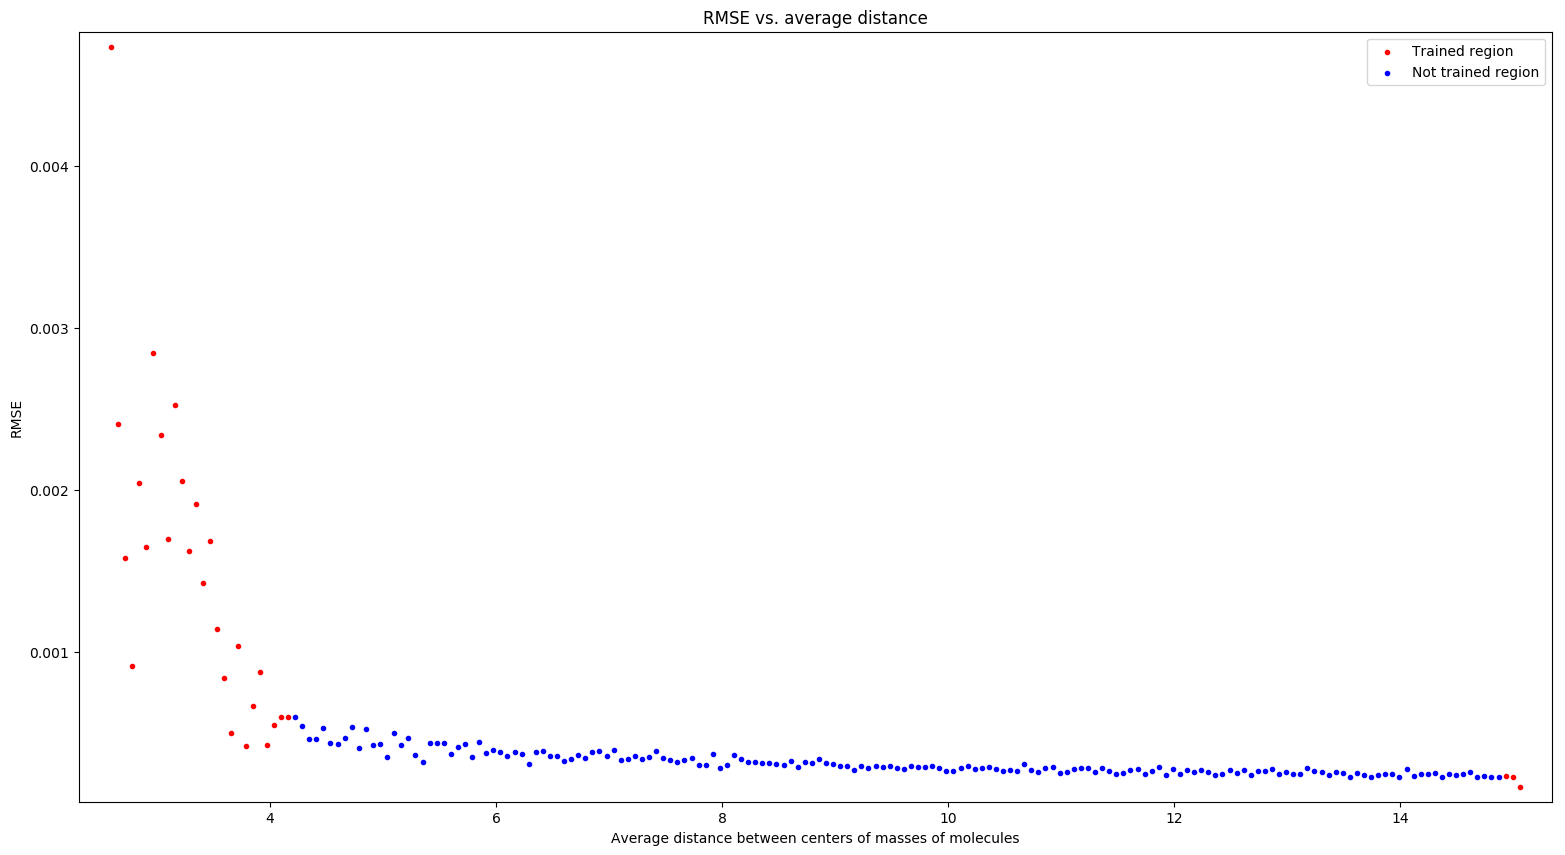 RMSE vs. average distance
Trained region
Not trained region
0.004
0.003
0.002
0.001
RMSE
4 6 8 10 12 14
Average distance between centers of masses of molecules